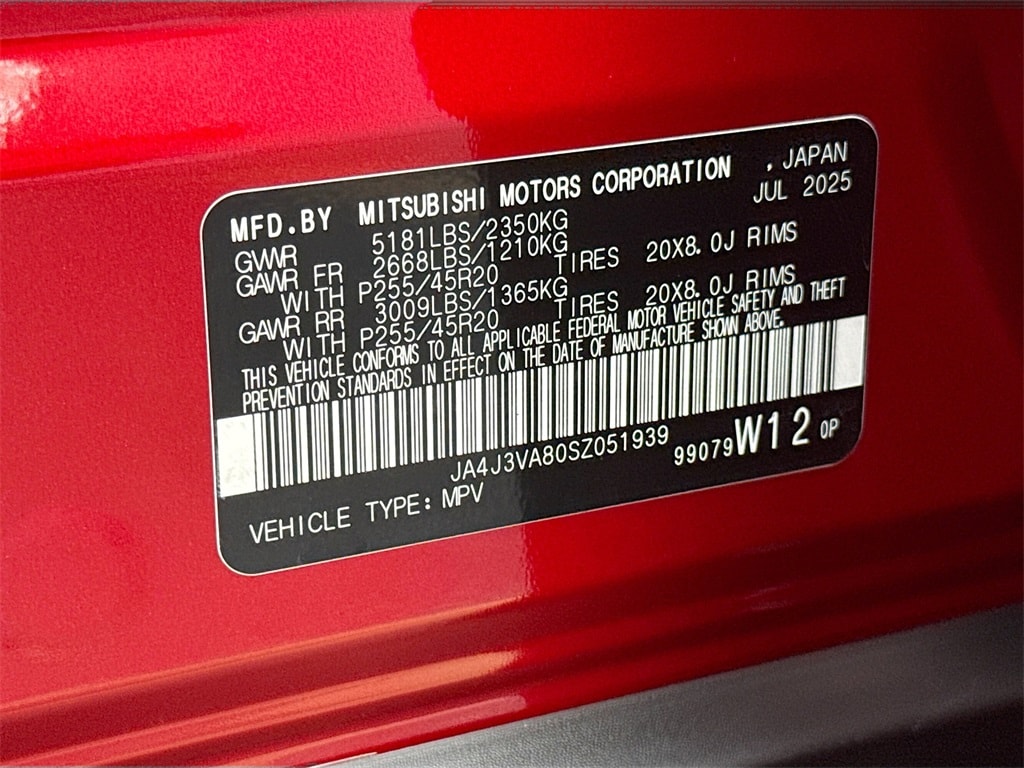 MFD.BY MITSUBISHI MOTORS CORPORATION , JAPAN
JUL 2025
GVWR 5181LBS/2350KG
GAWR FR 2668LBS/1210KG
WITH P255/45R20 TIRES 20X8.0J RIMS
GAWR RR 3009LBS/1365KG
WITH P255/45R20 TIRES 20X8.0J RIMS
THIS VEHICLE CONFORMS TO ALL APPLICABLE FEDERAL MOTOR VEHICLE SAFETY AND THEFT
PREVENTION STANDARDS IN EFFECT ON THE DATE OF MANUFACTURE SHOWN ABOVE.
JA4J3VA80SZ051939
99079 W12 0P
VEHICLE TYPE: MPV